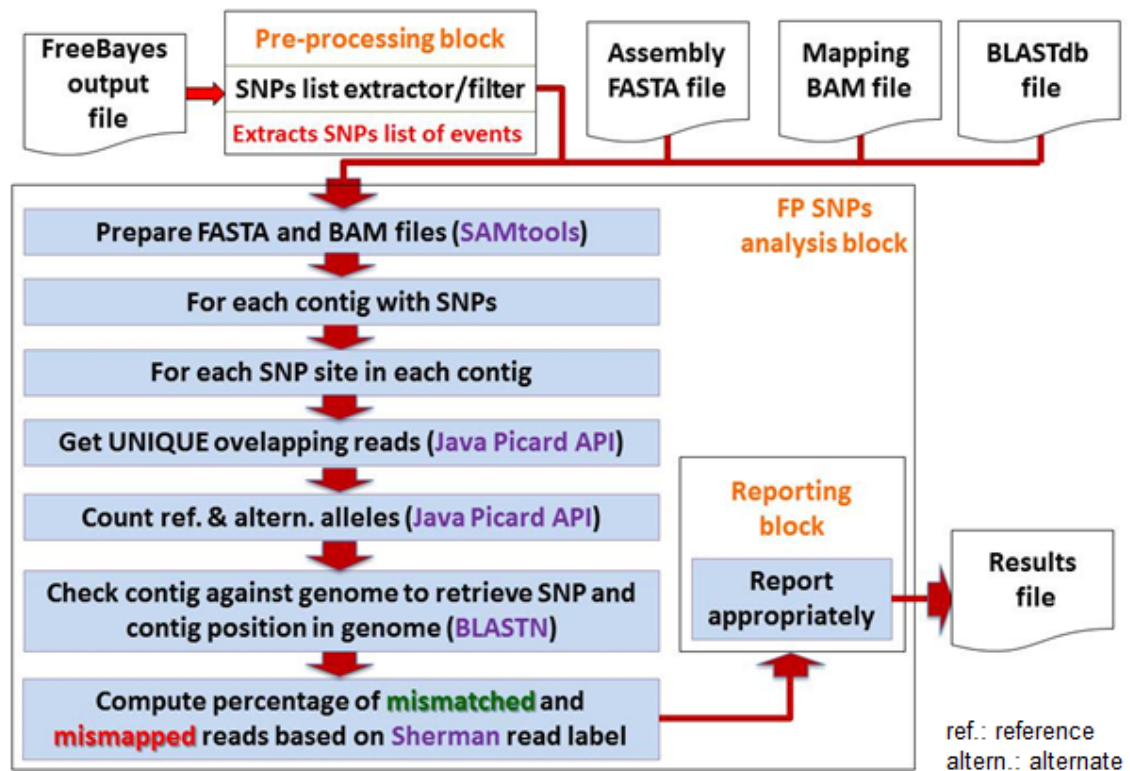 FreeBayes
output
file
Pre-processing block
SNPs list extractor/filter
Extracts SNPs list of events
Assembly
FASTA file
Mapping
BAM file
BLASTdb
file
FP SNPs
analysis block
Prepare FASTA and BAM files (SAMtools)
For each contig with SNPs
For each SNP site in each contig
Get UNIQUE ovelapping reads (Java Picard API)
Count ref. & altern. alleles (Java Picard API)
Check contig against genome to retrieve SNP and
contig position in genome (BLASTN)
Compute percentage of mismatched and
mismapped reads based on Sherman read label
Reporting
block
Report
appropriately
Results
file
ref.: reference
altern.: alternate